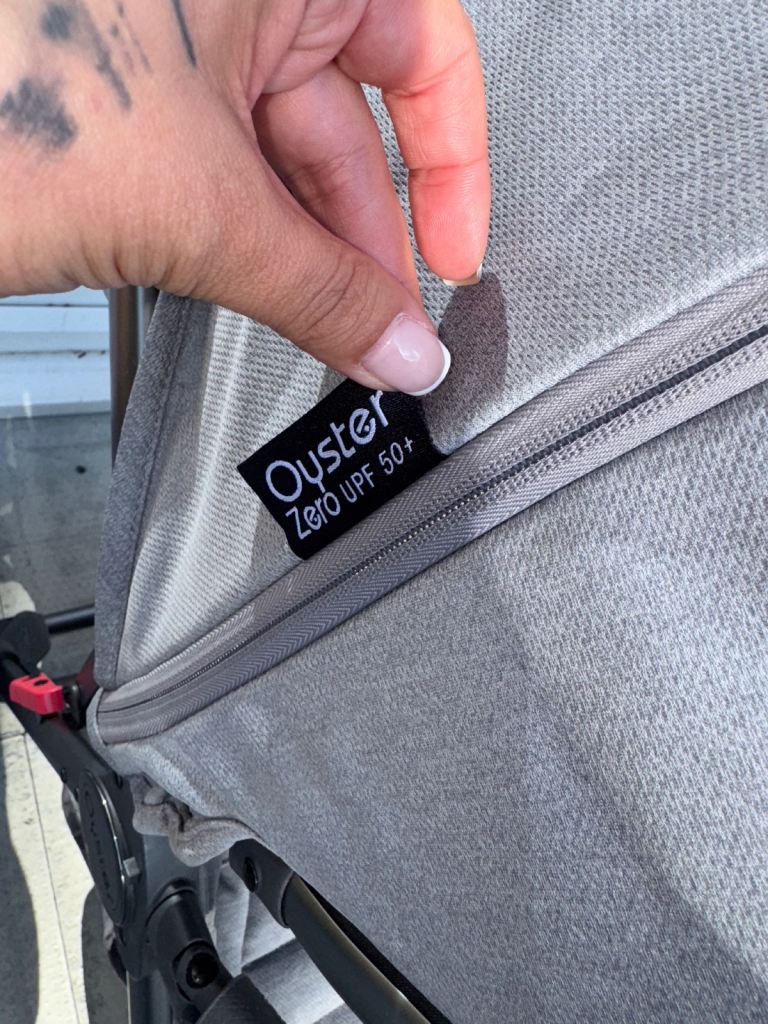 Oyster
Zero UPF 50+